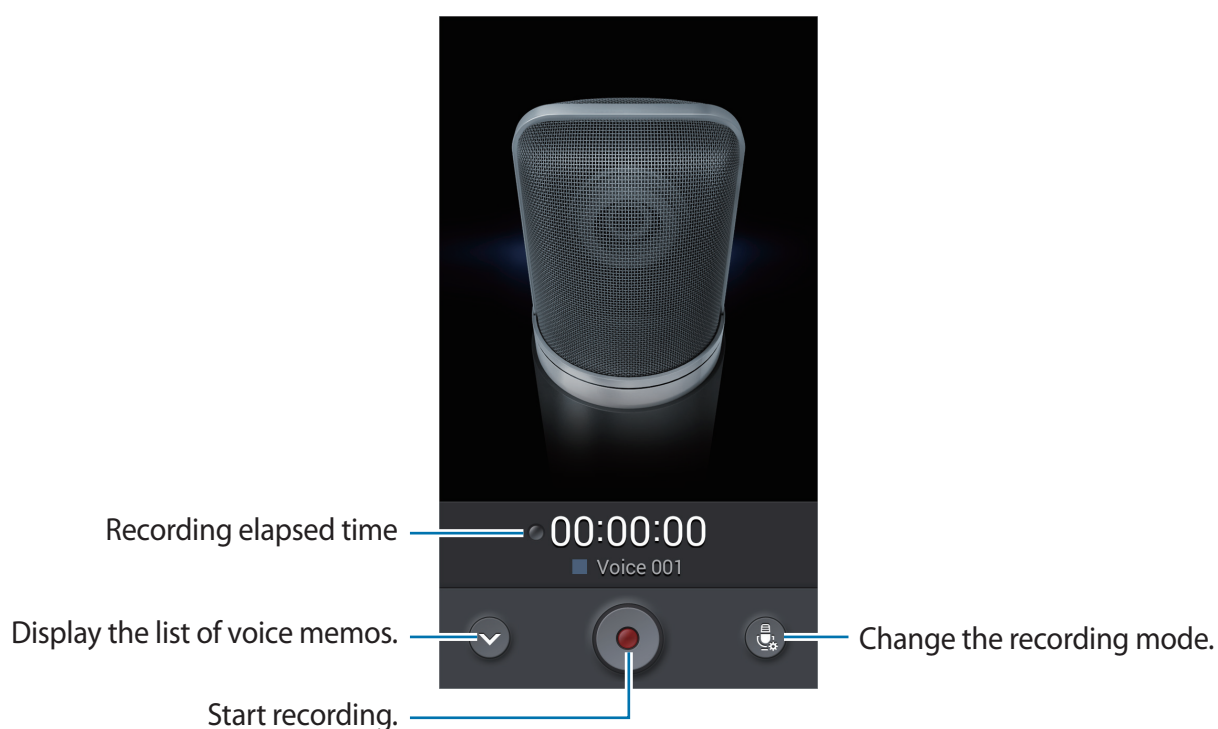 Recording elapsed time
00:00:00
Voice 001
Display the list of voice memos.
Change the recording mode.
Start recording.